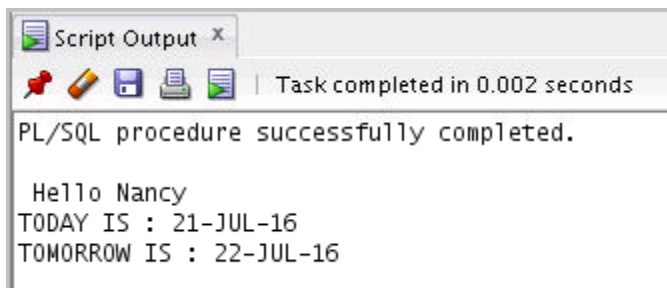 Script Output x
Task completed in 0.002 seconds
PL/SQL procedure successfully completed.
Hello Nancy
TODAY IS : 21-JUL-16
TOMORROW IS : 22-JUL-16